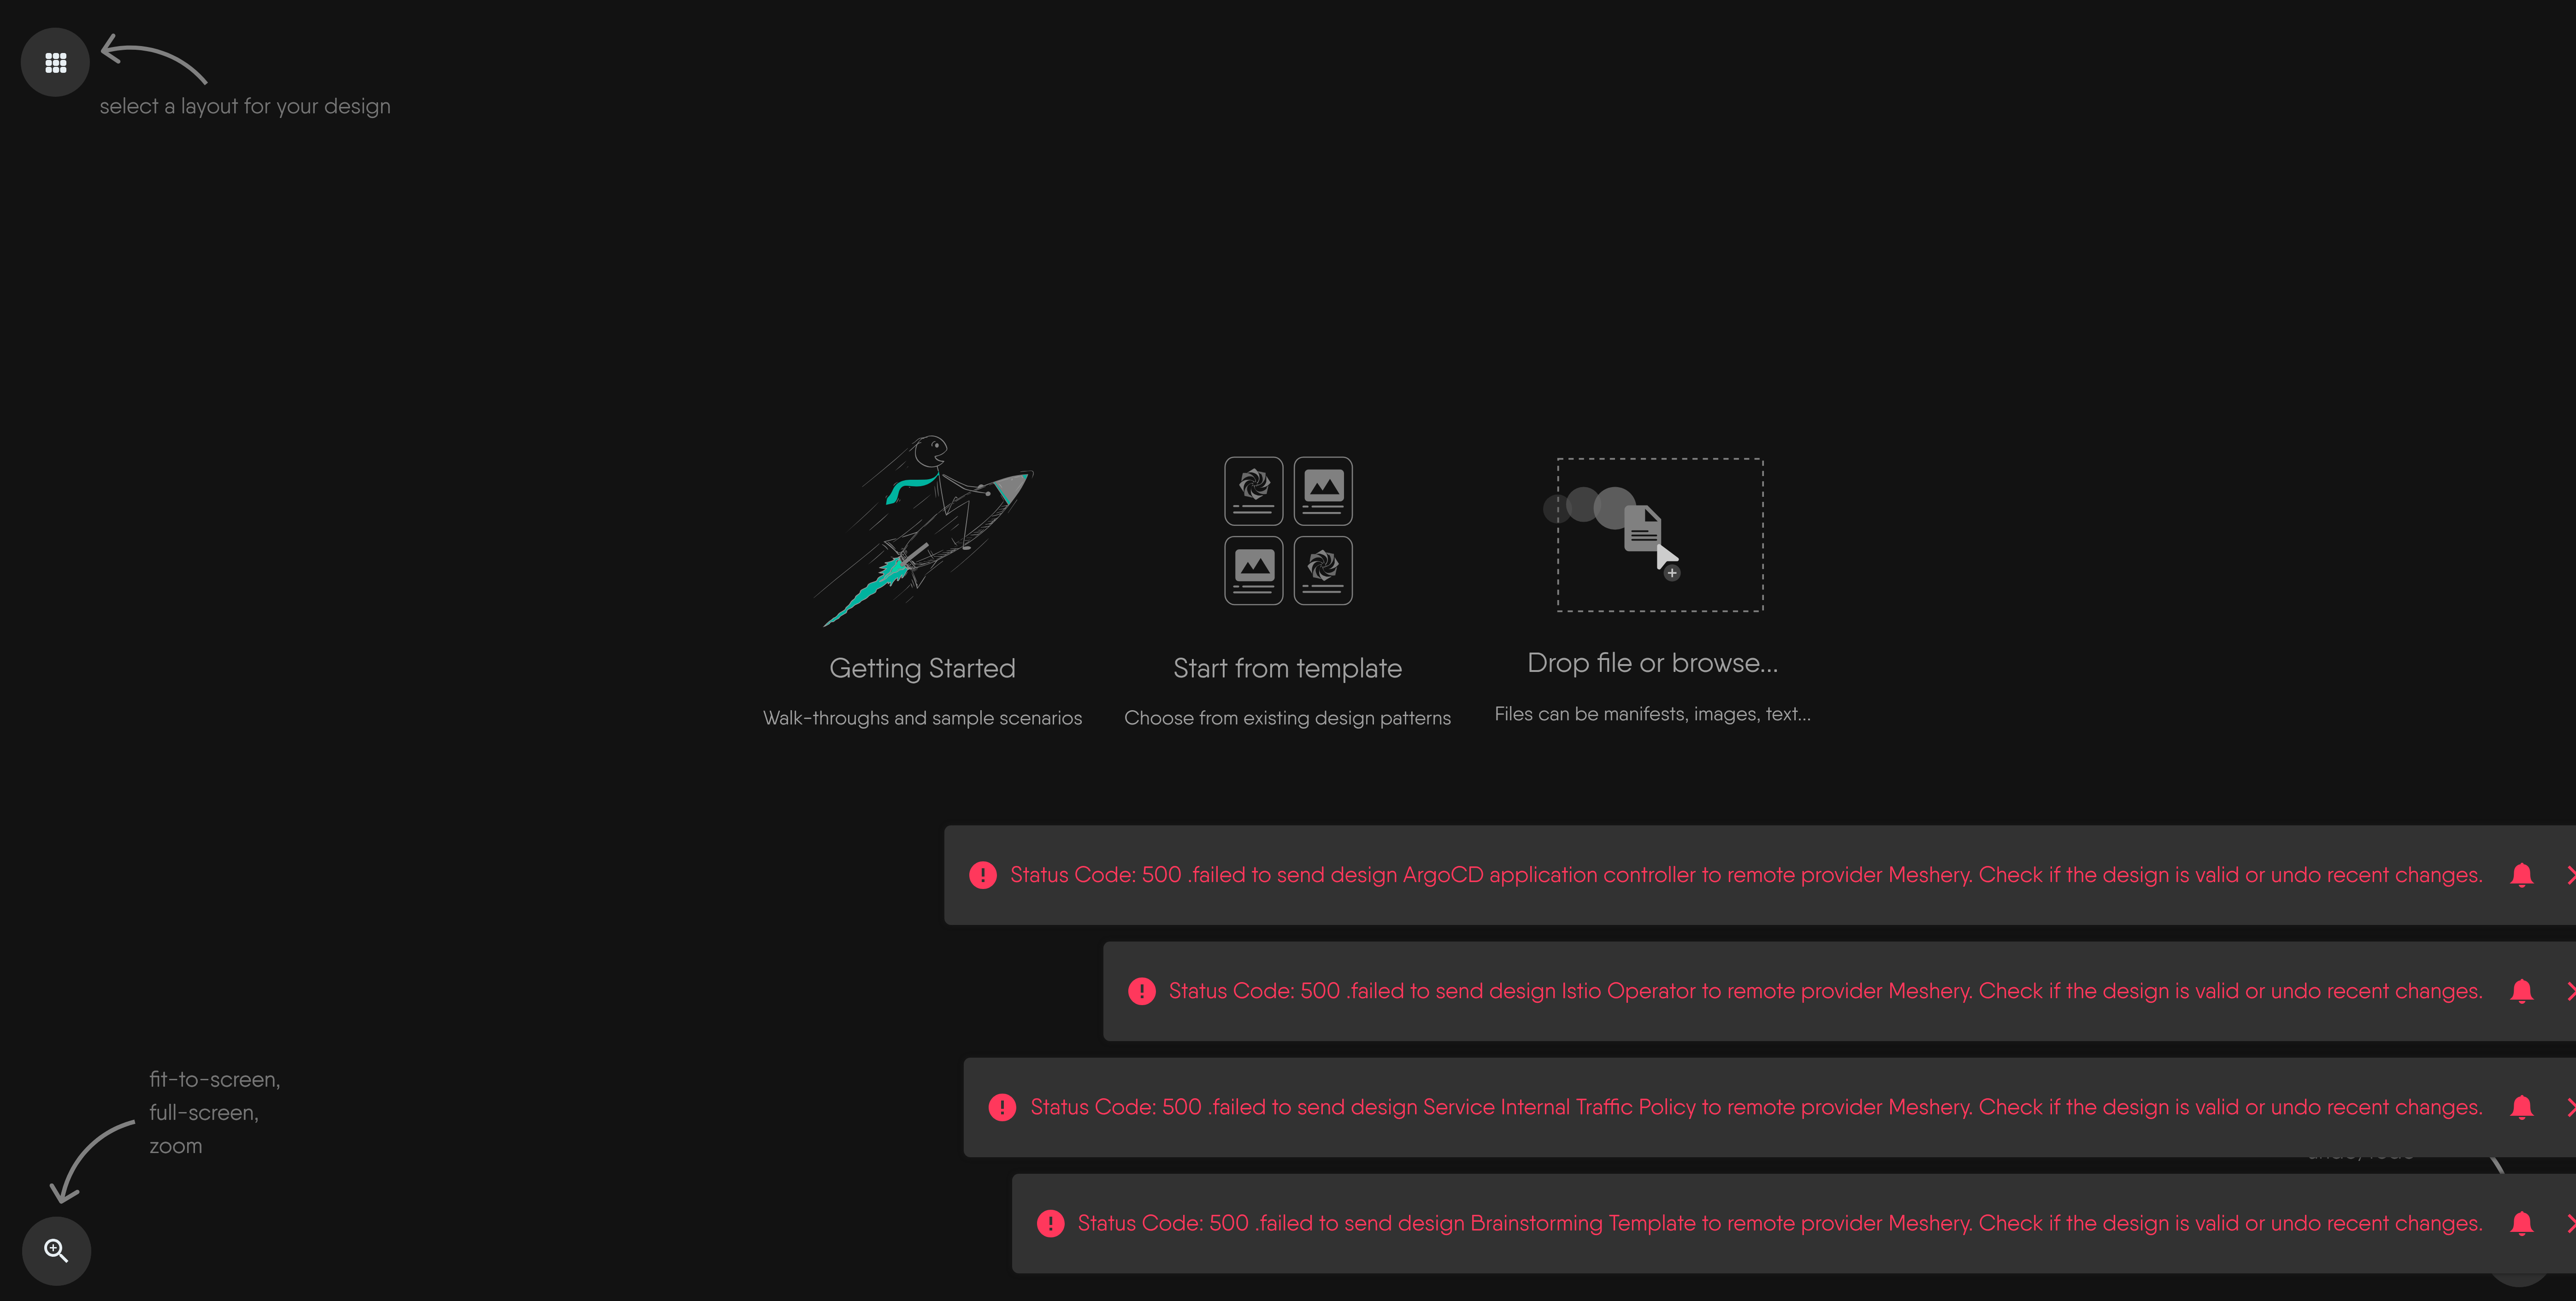 select a layout for your design
Getting Started
Walk-throughs and sample scenarios
Start from template
Choose from existing design patterns
Drop file or browse...
Files can be manifests, images, text...
Status Code: 500 .failed to send design ArgoCD application controller to remote provider Meshery. Check if the design is valid or undo recent changes.
Status Code: 500 .failed to send design Istio Operator to remote provider Meshery. Check if the design is valid or undo recent changes.
Status Code: 500 .failed to send design Service Internal Traffic Policy to remote provider Meshery. Check if the design is valid or undo recent changes.
Status Code: 500 .failed to send design Brainstorming Template to remote provider Meshery. Check if the design is valid or undo recent changes.
fit-to-screen,
full-screen,
zoom